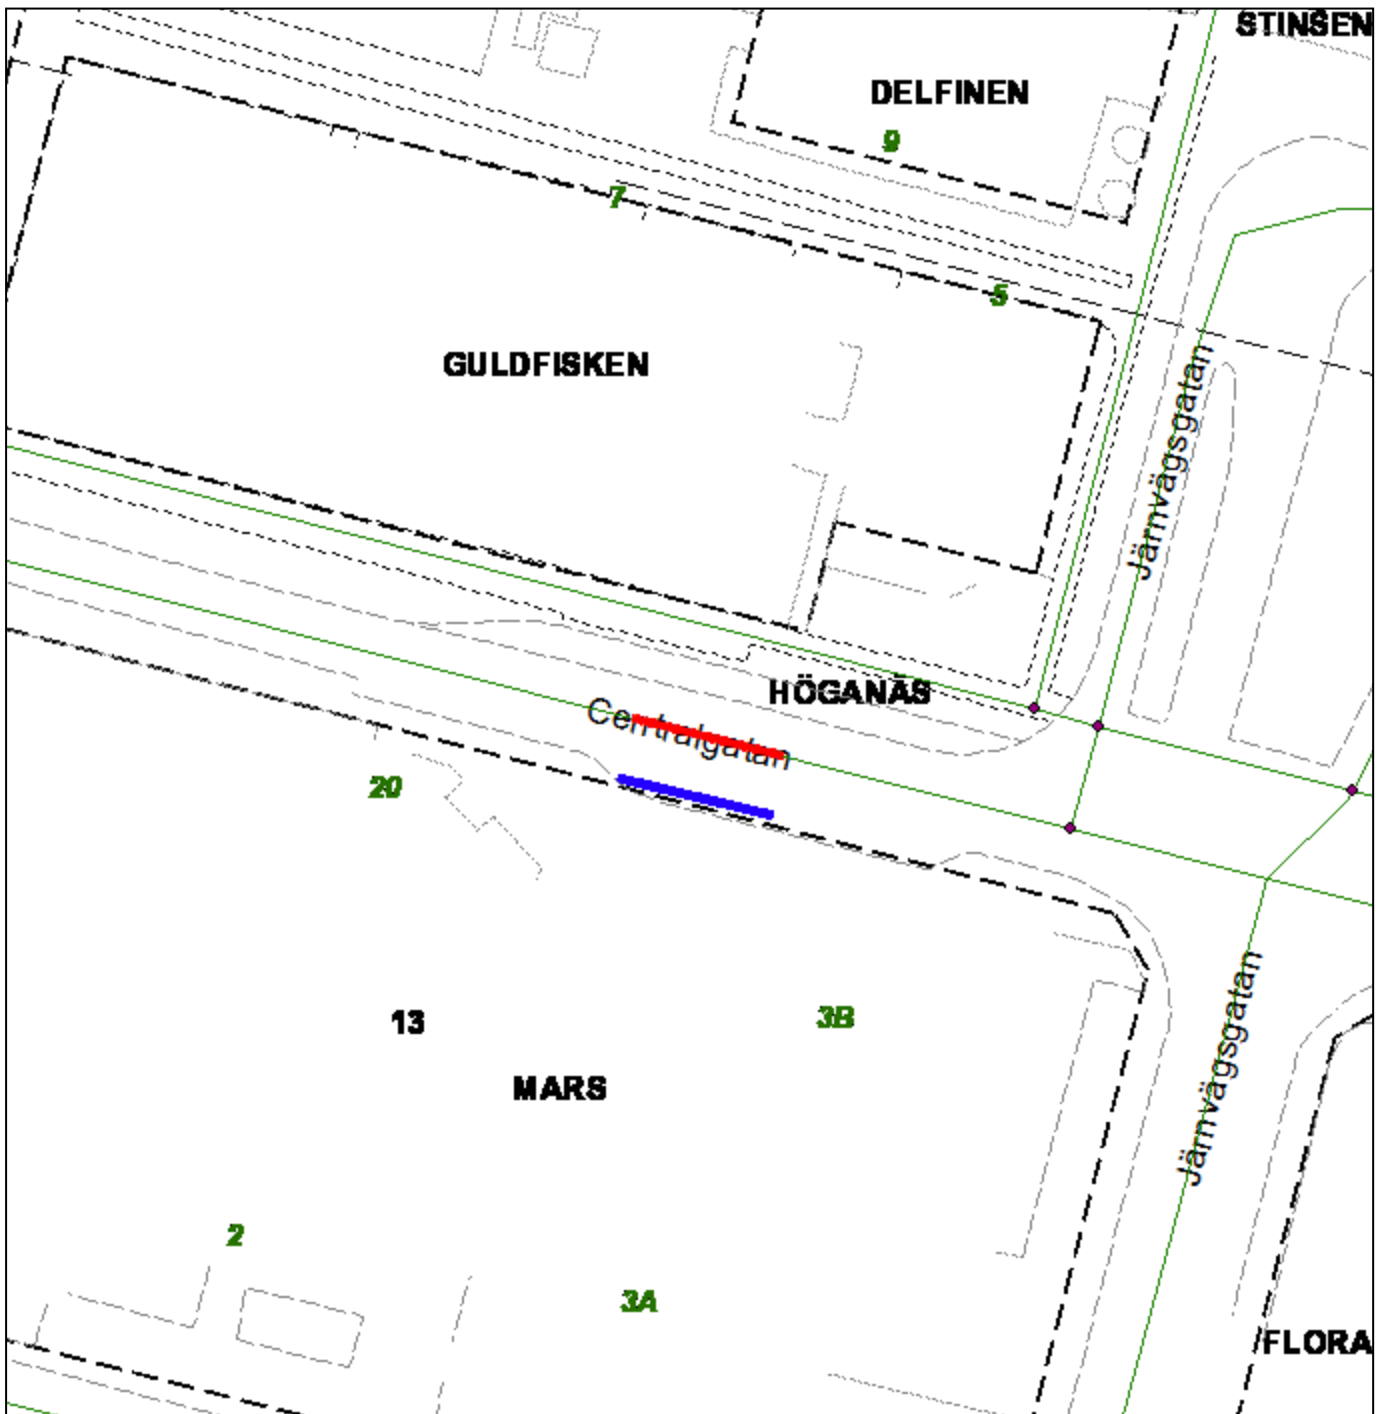 STINSEN
DELFINEN
9
7
5
GULDFISKEN
Järnvägsgatan
HÖGANÄS
Centralgatan
20
13
3B
MARS
Järnvägsgatan
2
3A
FLORA